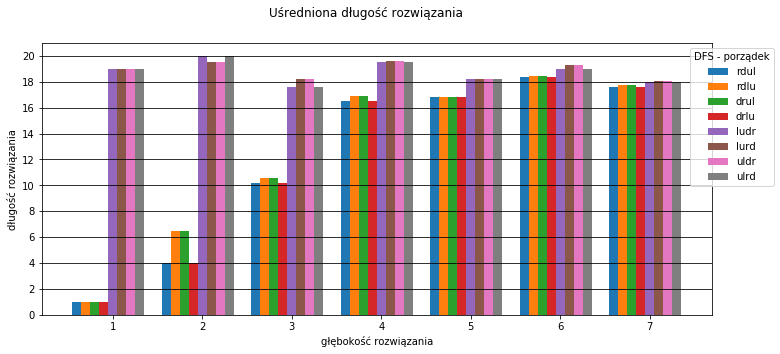 Uśredniona długość rozwiązania
długość rozwiązania
20
18
16
14
12
10
8
6
4
2
0
1 2 3 4 5 6 7
głębokość rozwiązania
DFS - porządek
rdul
rdlu
drul
drlu
ludr
lurd
uldr
ulrd